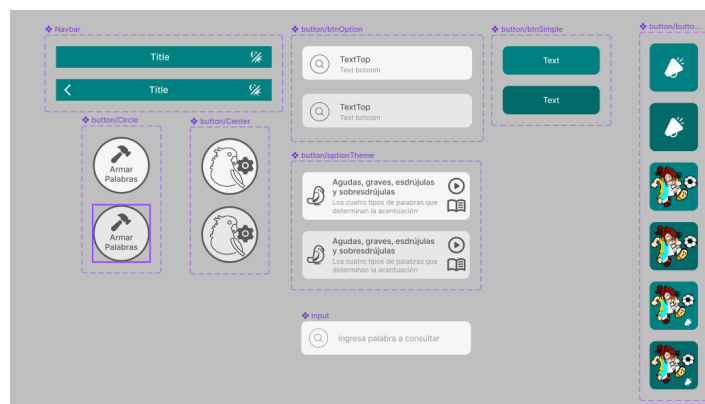 Navbar
Title
Title
button/btnOption
TextTop
Text botoom
TextTop
Text botoom
button/btnSimple
Text
Text
button/butto...
button/Circle
Armar
Palabras
Armar
Palabras
button/Center
button/optionTheme
Agudas, graves, esdrújulas
y sobresdrújulas
Los cuatro tipos de palabras que
determinan la acentuación
Agudas, graves, esdrújulas
y sobresdrújulas
Los cuatro tipos de palabras que
determinan la acentuación
input
Ingresa palabra a consultar